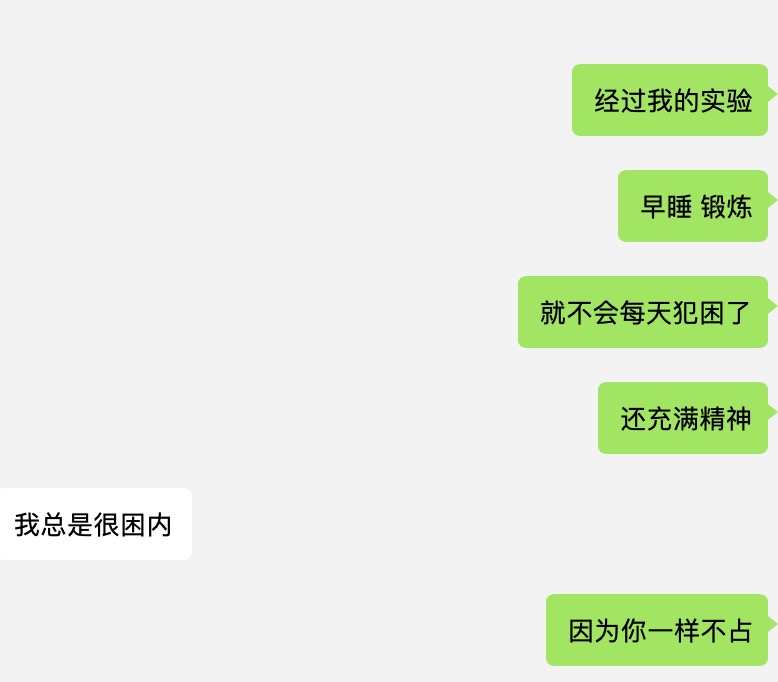 经过我的实验
早睡 锻炼
就不会每天犯困了
还充满精神
我总是很困内
因为你一样不占